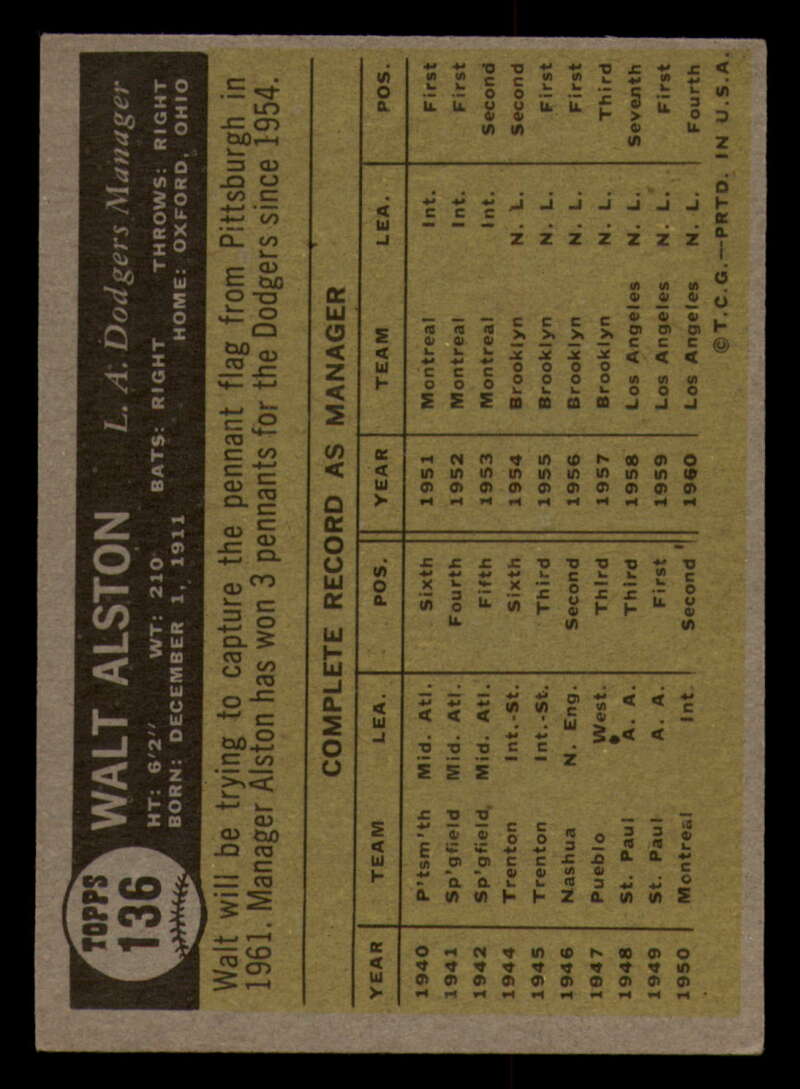 TOPPS
136
WALT ALSTON L. A. Dodgers Manager
HT: 6'2" WT: 210 BATS: RIGHT THROWS: RIGHT
BORN: DECEMBER 1, 1911 HOME: OXFORD, OHIO
Walt will be trying to capture the pennant flag from Pittsburgh in
1961. Manager Alston has won 3 pennants for the Dodgers since 1954.
COMPLETE RECORD AS MANAGER
YEAR TEAM LEA. POS. YEAR TEAM LEA. POS.
1940 P'tsm'th Mid. Atl. Sixth 1951 Montreal Int. First
1941 Sp'gfield Mid. Atl. Fourth 1952 Montreal Int. First
1942 Sp'gfield Mid. Atl. Fifth 1953 Montreal Int. Second
1944 Trenton Int.-St. Sixth 1954 Brooklyn N. L. Second
1945 Trenton Int.-St. Third 1955 Brooklyn N. L. First
1946 Nashua N. Eng. Second 1956 Brooklyn N. L. First
1947 Pueblo West. Third 1957 Brooklyn N. L. Third
1948 St. Paul A. A. Third 1958 Los Angeles N. L. Seventh
1949 St. Paul A. A. First 1959 Los Angeles N. L. First
1950 Montreal Int. Second 1960 Los Angeles N. L. Fourth
©T.C.G.—PRTD. IN U.S.A.